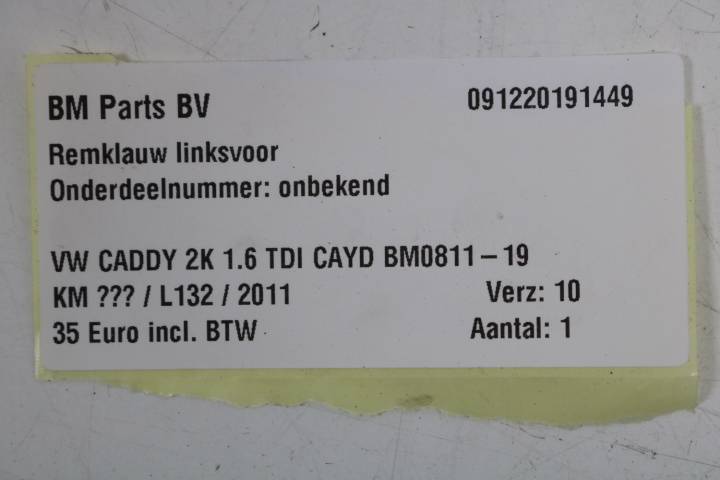 BM Parts BV 091220191449
Remklauw linksvoor
Onderdeelnummer: onbekend
VW CADDY 2K 1.6 TDI CAYD BM0811-19
KM ??? / L132 / 2011 Verz: 10
35 Euro incl. BTW Aantal: 1